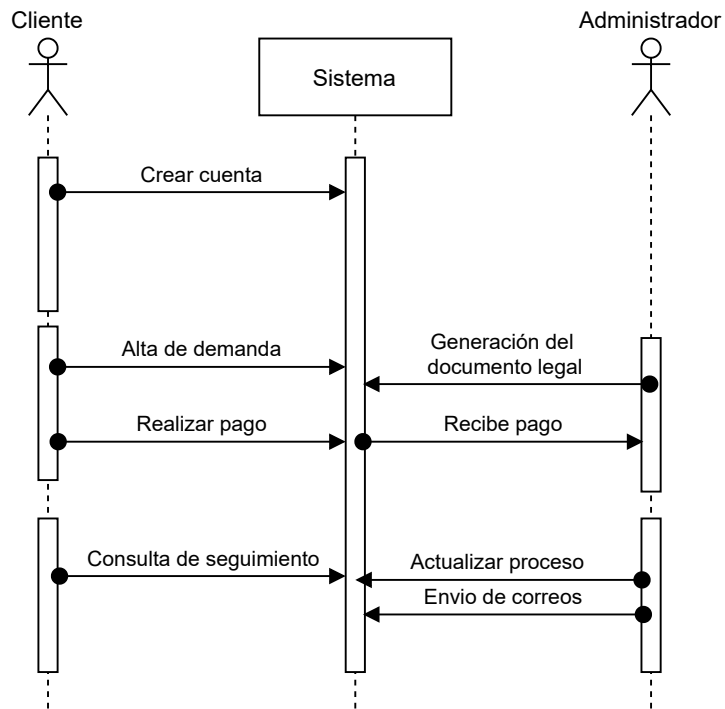 Cliente
Administrador
Sistema
Crear cuenta
Alta de demanda
Generación del
documento legal
Realizar pago
Recibe pago
Consulta de seguimiento
Actualizar proceso
Envio de correos